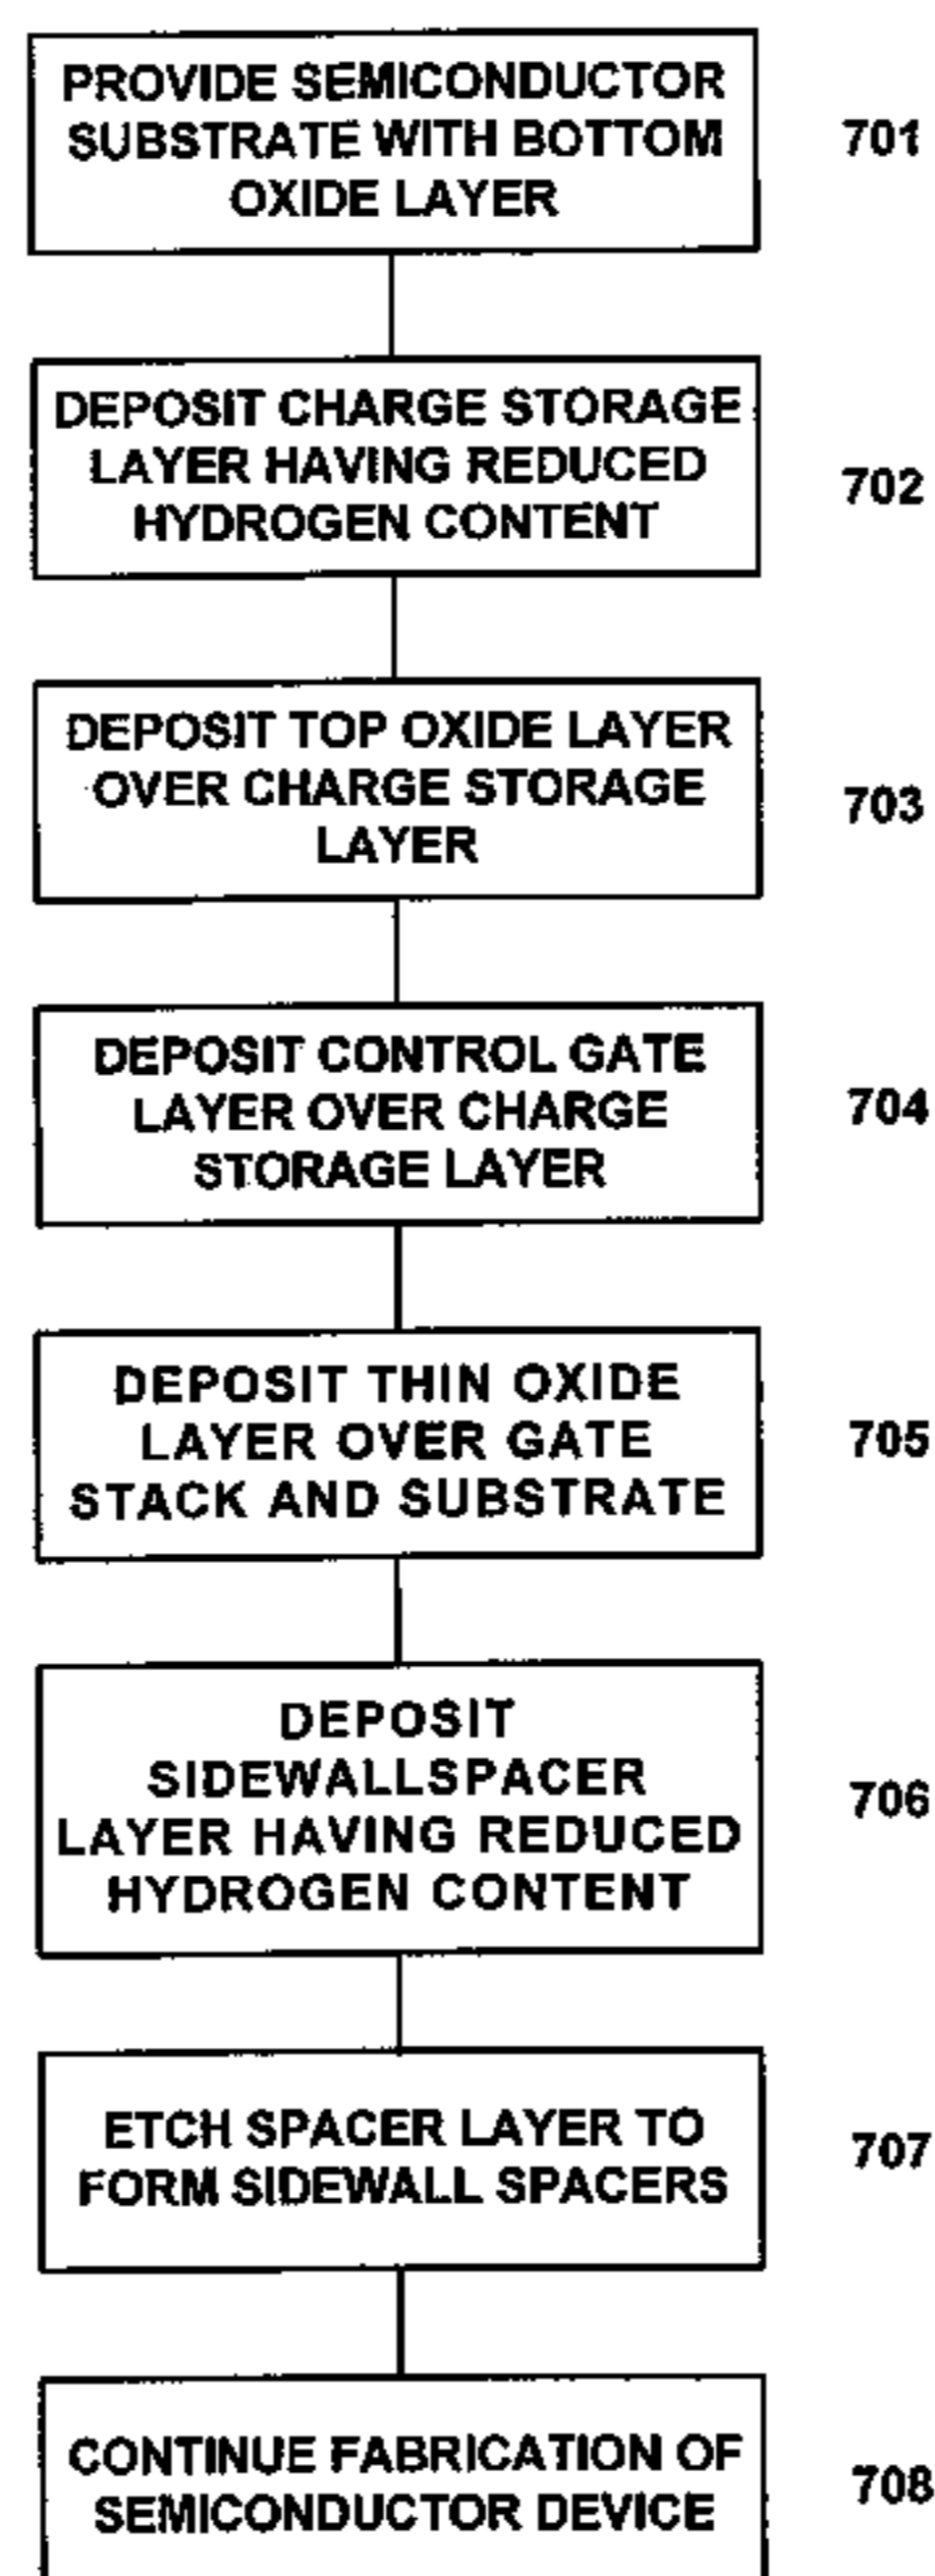 PROVIDE SEMICONDUCTOR
SUBSTRATE WITH BOTTOM
OXIDE LAYER
701
DEPOSIT CHARGE STORAGE
LAYER HAVING REDUCED
HYDROGEN CONTENT
702
DEPOSIT TOP OXIDE LAYER
OVER CHARGE STORAGE
LAYER
703
DEPOSIT CONTROL GATE
LAYER OVER CHARGE
STORAGE LAYER
704
DEPOSIT THIN OXIDE
LAYER OVER GATE
STACK AND SUBSTRATE
705
DEPOSIT
SIDEWALLSPACER
LAYER HAVING REDUCED
HYDROGEN CONTENT
706
ETCH SPACER LAYER TO
FORM SIDEWALL SPACERS
707
CONTINUE FABRICATION OF
SEMICONDUCTOR DEVICE
708